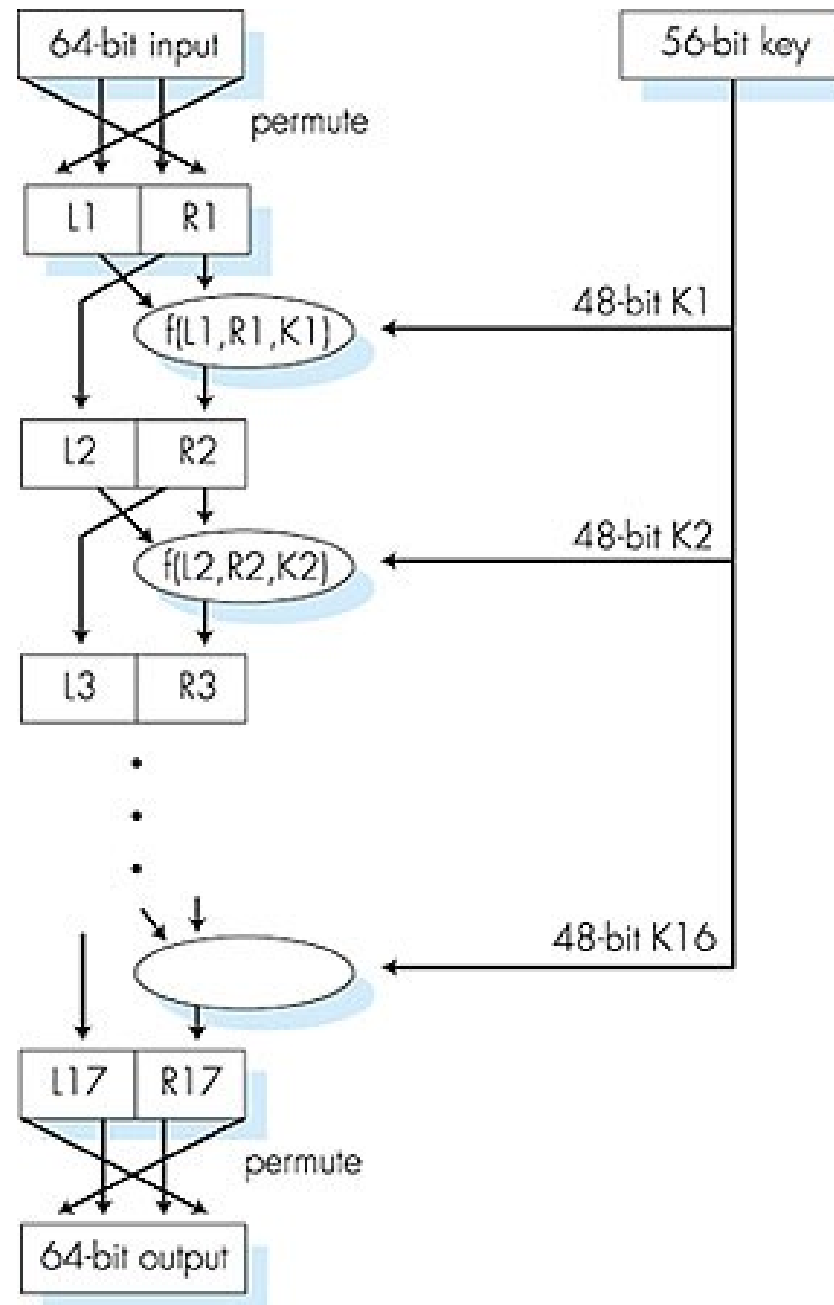 64-bit input
56-bit key
permute
L1 R1
48-bit K1
f(L1,R1,K1)
L2 R2
48-bit K2
f(L2,R2,K2)
L3 R3
48-bit K16
L17 R17
permute
64-bit output